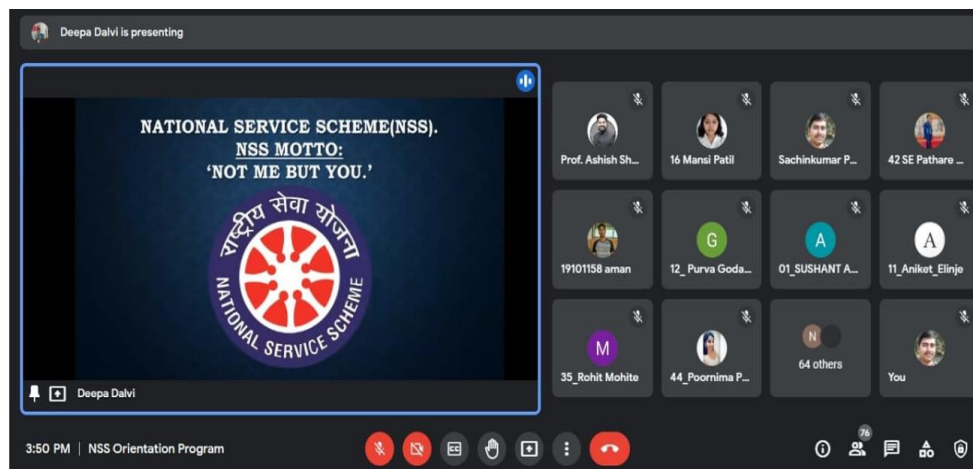 Deepa Dalvi is presenting
NATIONAL SERVICE SCHEME(NSS).
NSS MOTTO:
'NOT ME BUT YOU.'
राष्ट्रीय सेवा योजना
NATIONAL SERVICE SCHEME
Deepa Dalvi
Prof. Ashish Sh...
16 Mansi Patil
Sachinkumar P...
42 SE Pathare ...
19101158 aman
G
12_ Purva Goda...
A
01_SUSHANT A...
A
11_Aniket_Elinje
M
35_Rohit Mohite
44_Poornima P...
N
64 others
You
3:50 PM | NSS Orientation Program
CC
76